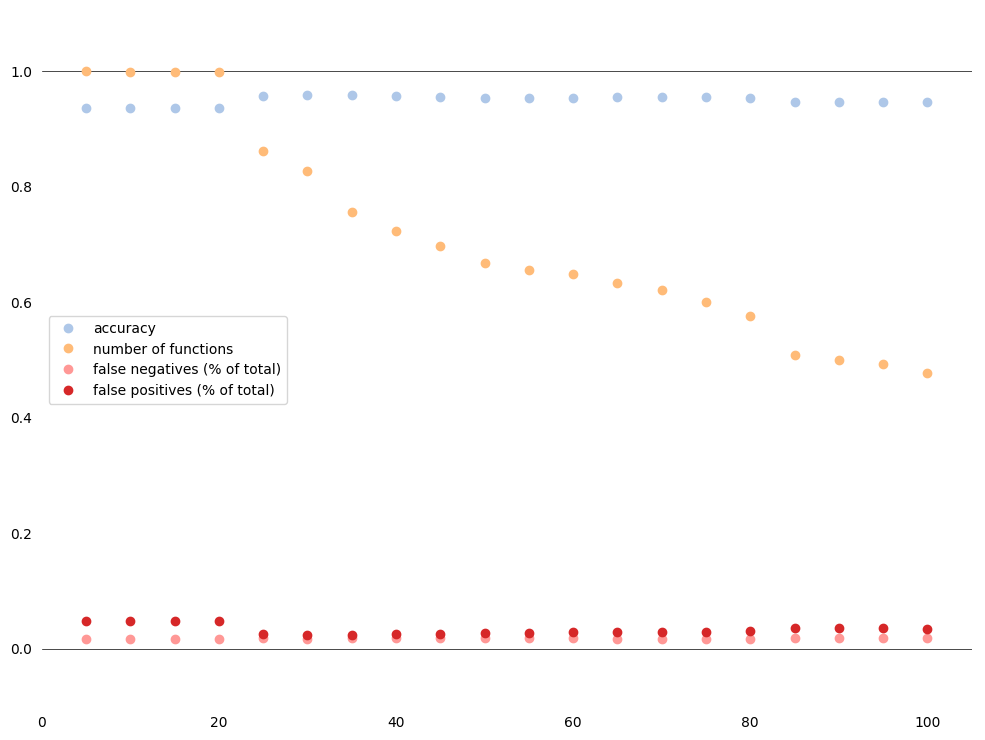 1.0
0.8
0.6
accuracy
number of functions
false negatives (% of total)
false positives (% of total)
0.4
0.2
0.0
0 20 40 60 80 100